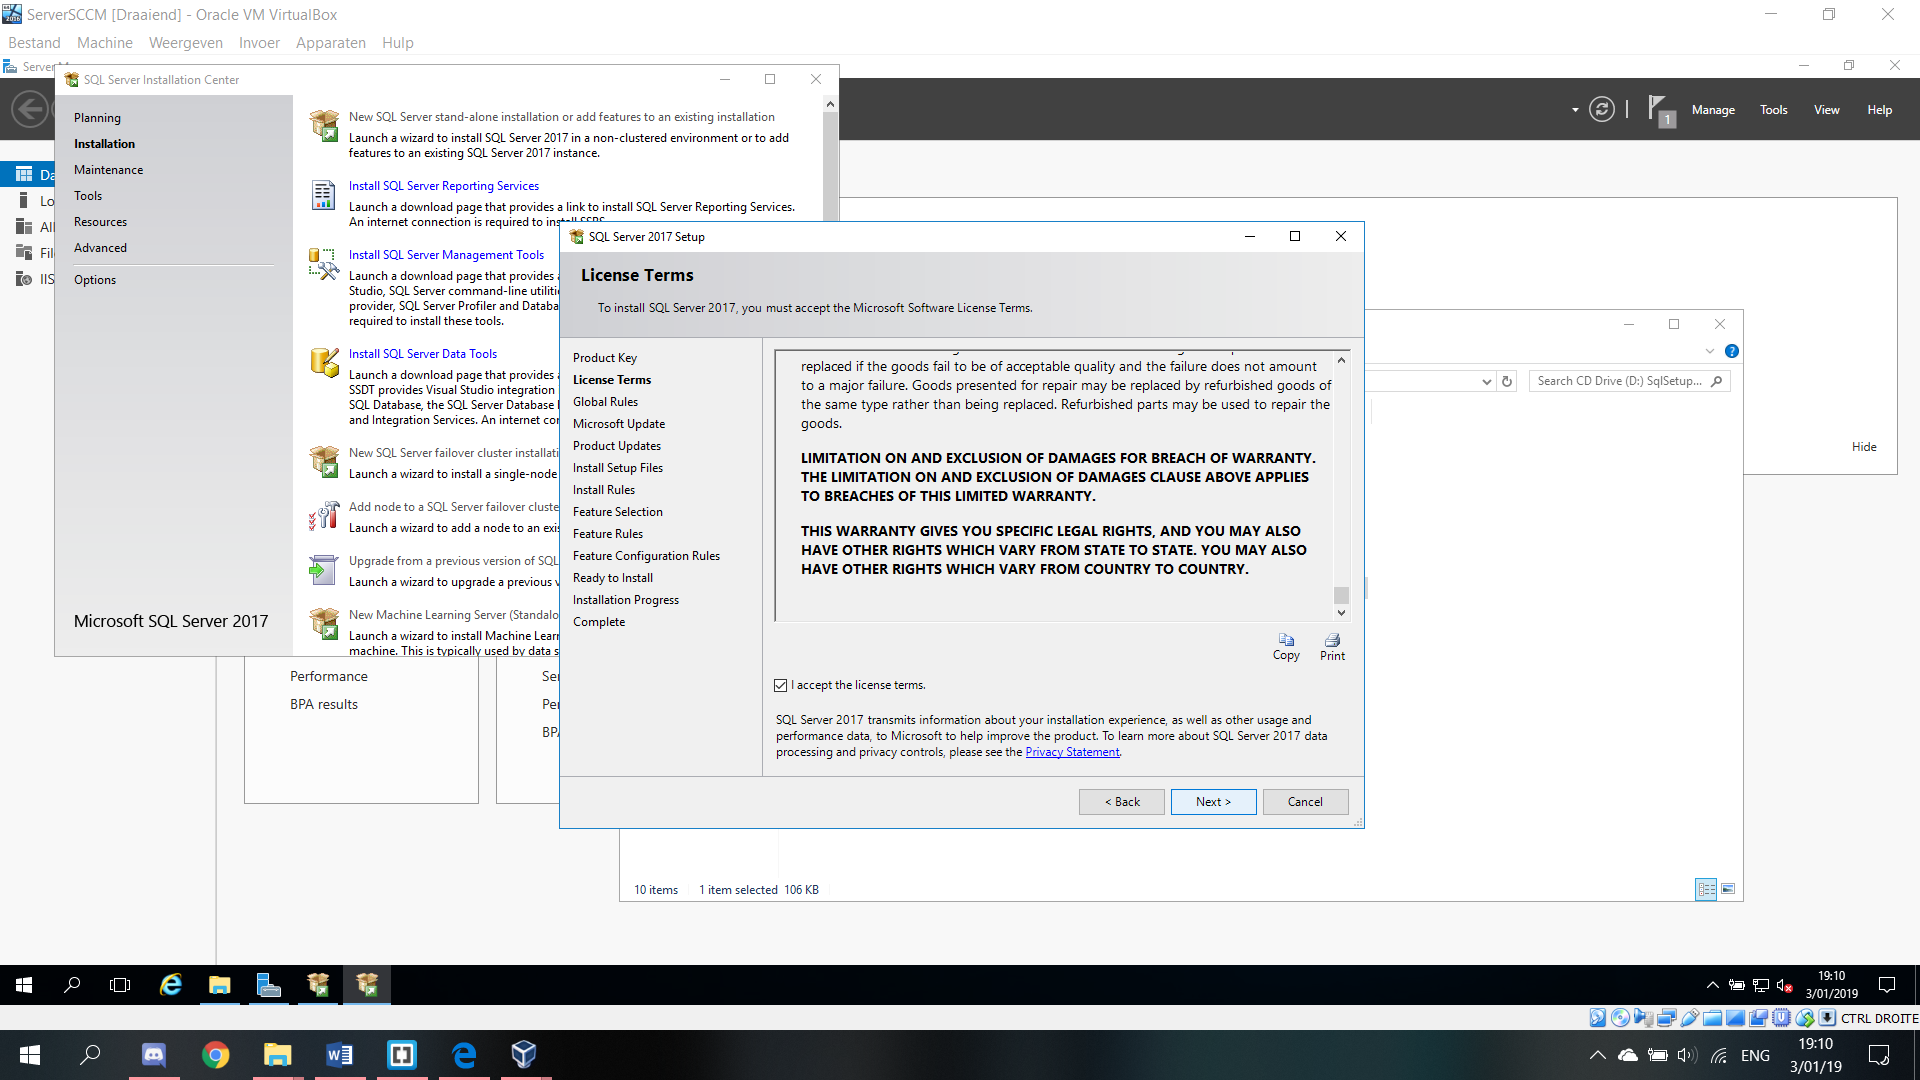 ServerSCCM [Draaiend] - Oracle VM VirtualBox
Bestand Machine Weergeven Invoer Apparaten Hulp
Server
SQL Server Installation Center
Manage Tools View Help
1
Planning
Installation
Maintenance
Tools
Resources
Advanced
Options
Microsoft SQL Server 2017
New SQL Server stand-alone installation or add features to an existing installation
Launch a wizard to install SQL Server 2017 in a non-clustered environment or to add
features to an existing SQL Server 2017 instance.
Install SQL Server Reporting Services
Launch a download page that provides a link to install SQL Server Reporting Services.
An internet connection is required to install SSRS.
Install SQL Server Management Tools
Launch a download page that provides
Studio, SQL Server command-line
provider, SQL Server Profiler and
required to install these tools.
Install SQL Server Data Tools
Launch a download page that provides
SSDT provides Visual Studio integration
SQL Database, the SQL Server Database
and Integration Services. An internet
New SQL Server failover cluster
Launch a wizard to install a single-node
Add node to a SQL Server failover
Launch a wizard to add a node to an
Upgrade from a previous version of SQL
Launch a wizard to upgrade a previous
New Machine Learning Server
Launch a wizard to install Machine
machine. This is typically used by data
SQL Server 2017 Setup
License Terms
To install SQL Server 2017, you must accept the Microsoft Software License Terms.
Product Key
License Terms
Global Rules
Microsoft Update
Product Updates
Install Setup Files
Install Rules
Feature Selection
Feature Rules
Feature Configuration Rules
Ready to Install
Installation Progress
Complete
replaced if the goods fail to be of acceptable quality and the failure does not amount
to a major failure. Goods presented for repair may be replaced by refurbished goods of
the same type rather than being replaced. Refurbished parts may be used to repair the
goods.
LIMITATION ON AND EXCLUSION OF DAMAGES FOR BREACH OF WARRANTY.
THE LIMITATION ON AND EXCLUSION OF DAMAGES CLAUSE ABOVE APPLIES
TO BREACHES OF THIS LIMITED WARRANTY.
THIS WARRANTY GIVES YOU SPECIFIC LEGAL RIGHTS, AND YOU MAY ALSO
HAVE OTHER RIGHTS WHICH VARY FROM STATE TO STATE. YOU MAY ALSO
HAVE OTHER RIGHTS WHICH VARY FROM COUNTRY TO COUNTRY.
Copy Print
I accept the license terms.
SQL Server 2017 transmits information about your installation experience, as well as other usage and
performance data, to Microsoft to help improve the product. To learn more about SQL Server 2017 data
processing and privacy controls, please see the Privacy Statement.
< Back Next > Cancel
Search CD Drive (D:) SqlSetup...
Hide
Performance
BPA results
10 items 1 item selected 106 KB
19:10
3/01/2019
CTRL DROITE
ENG
19:10
3/01/19